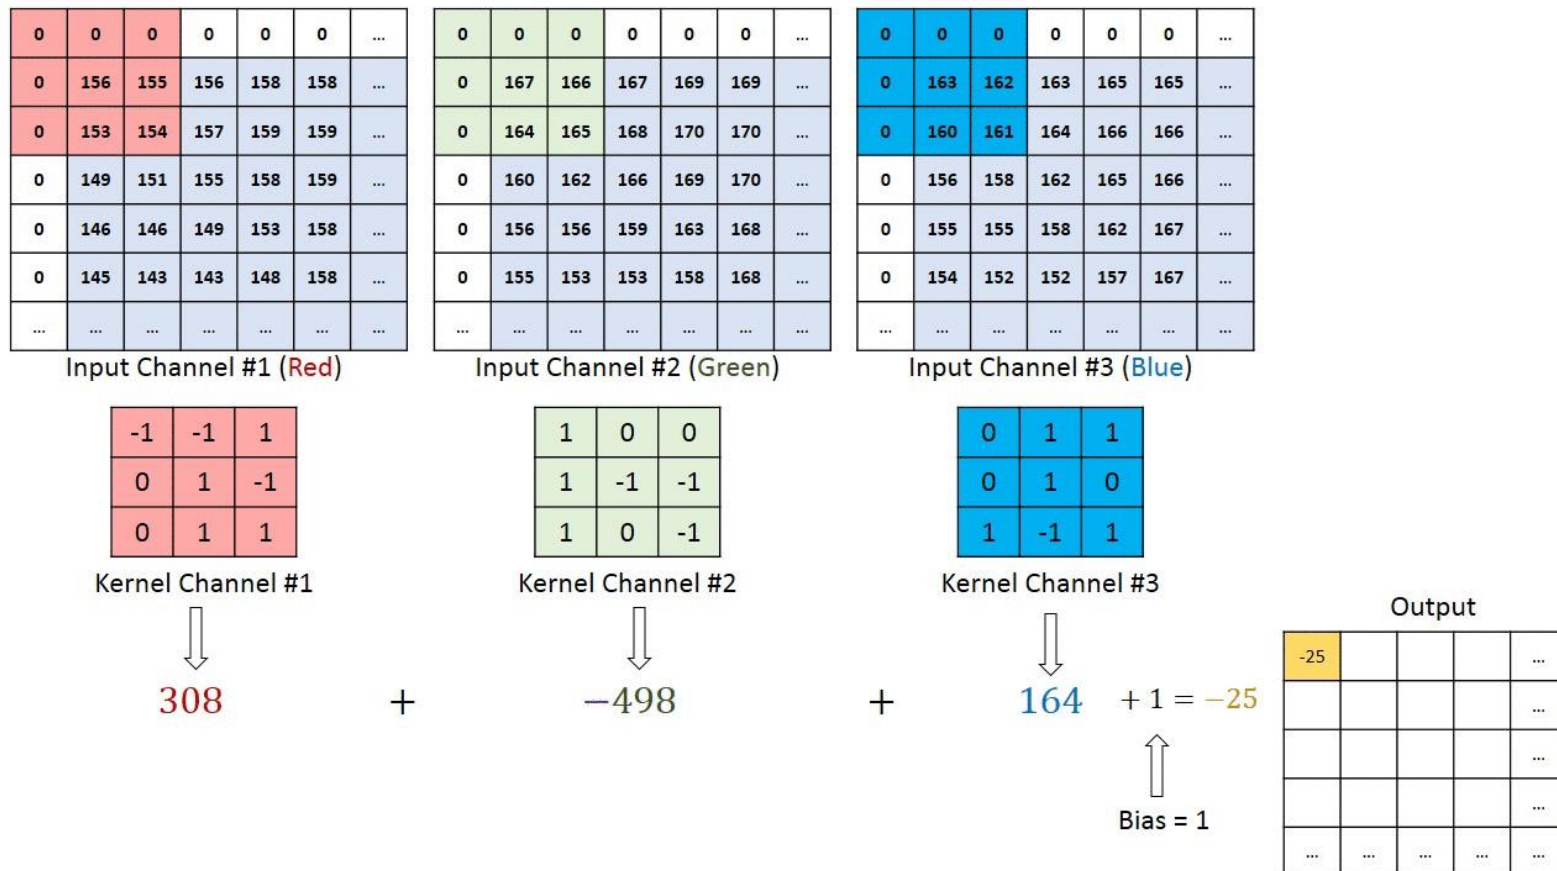 0 0 0 0 0 0 ...
0 156 155 156 158 158 ...
0 153 154 157 159 159 ...
0 149 151 155 158 159 ...
0 146 146 149 153 158 ...
0 145 143 143 148 158 ...
... ... ... ... ... ... ...
Input Channel #1 (Red)
0 0 0 0 0 0 ...
0 167 166 167 169 169 ...
0 164 165 168 170 170 ...
0 160 162 166 169 170 ...
0 156 156 159 163 168 ...
0 155 153 153 158 168 ...
... ... ... ... ... ... ...
Input Channel #2 (Green)
0 0 0 0 0 0 ...
0 163 162 163 165 165 ...
0 160 161 164 166 166 ...
0 156 158 162 165 166 ...
0 155 155 158 162 167 ...
0 154 152 152 157 167 ...
... ... ... ... ... ... ...
Input Channel #3 (Blue)
-1 -1 1
0 1 -1
0 1 1
Kernel Channel #1
1 0 0
1 -1 -1
1 0 -1
Kernel Channel #2
0 1 1
0 1 0
1 -1 1
Kernel Channel #3
308 + −498 + 164 + 1 = −25
Bias = 1
Output
-25 ...
...
...
...
... ... ... ... ...